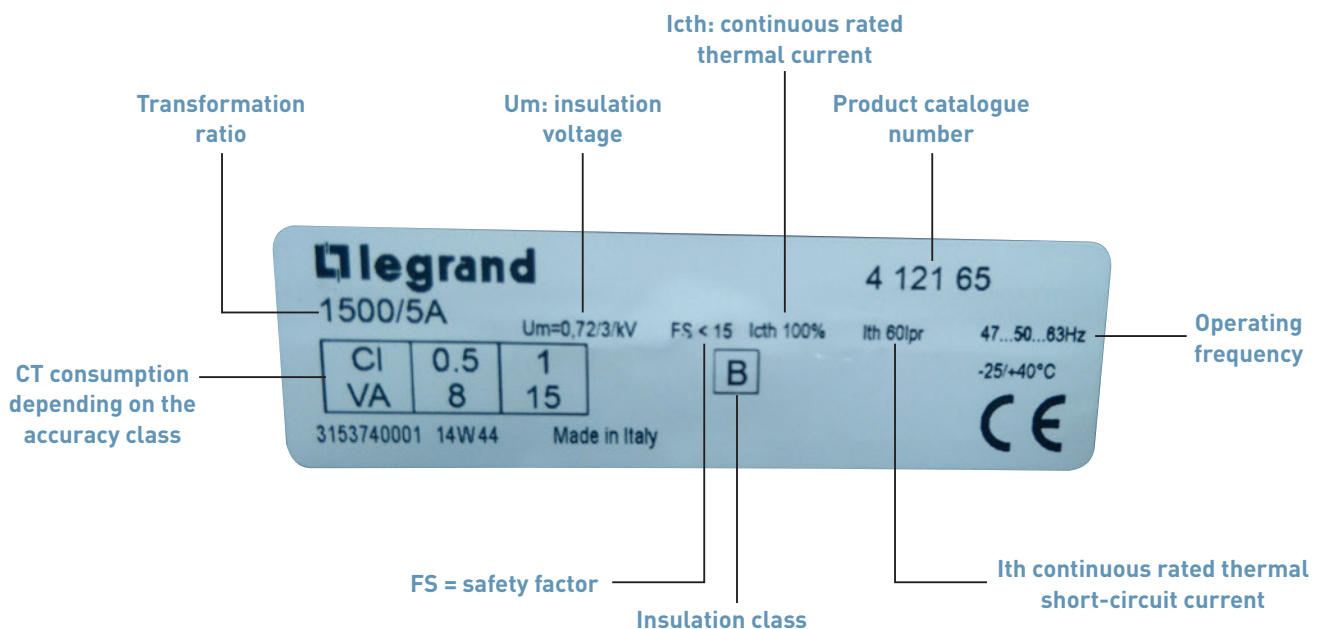 Icth: continuous rated
thermal current
Transformation
ratio
Um: insulation
voltage
Product catalogue
number
legrand
4 121 65
1500/5A
Um=0,72/3/kV FS < 15 Icth 100% Ith 60Ipr 47...50...63Hz
Operating
frequency
CI 0.5 1
VA 8 15
B
-25/+40°C
CT consumption
depending on the
accuracy class
3153740001 14W44 Made in Italy
CE
FS = safety factor
Insulation class
Ith continuous rated thermal
short-circuit current